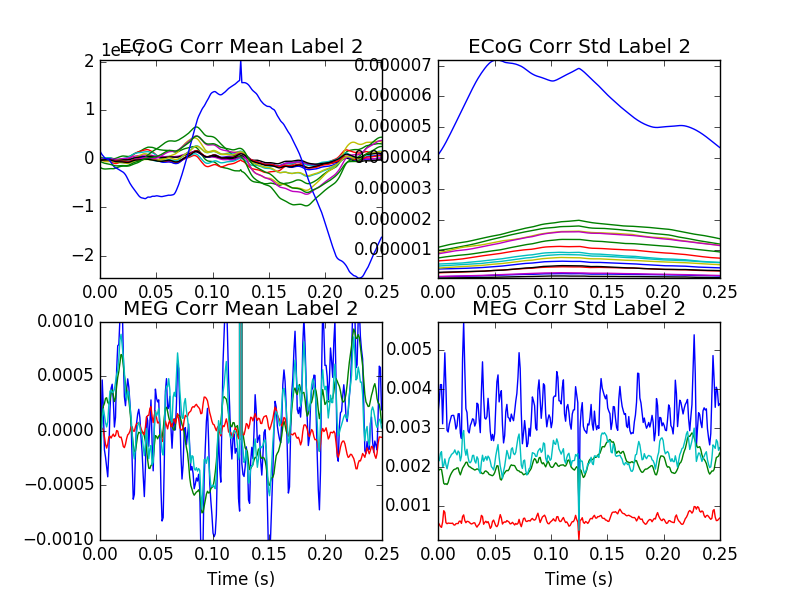 1e−7
ECoG Corr Mean Label 2
2
1
0
−1
−2
0.00 0.05 0.10 0.15 0.20 0.25
ECoG Corr Std Label 2
0.000007
0.000006
0.000005
0.000004
0.000003
0.000002
0.000001
0.00 0.05 0.10 0.15 0.20 0.25
MEG Corr Mean Label 2
0.0010
0.0005
0.0000
−0.0005
−0.0010
0.00 0.05 0.10 0.15 0.20 0.25
Time (s)
MEG Corr Std Label 2
0.005
0.004
0.003
0.002
0.001
0.00 0.05 0.10 0.15 0.20 0.25
Time (s)